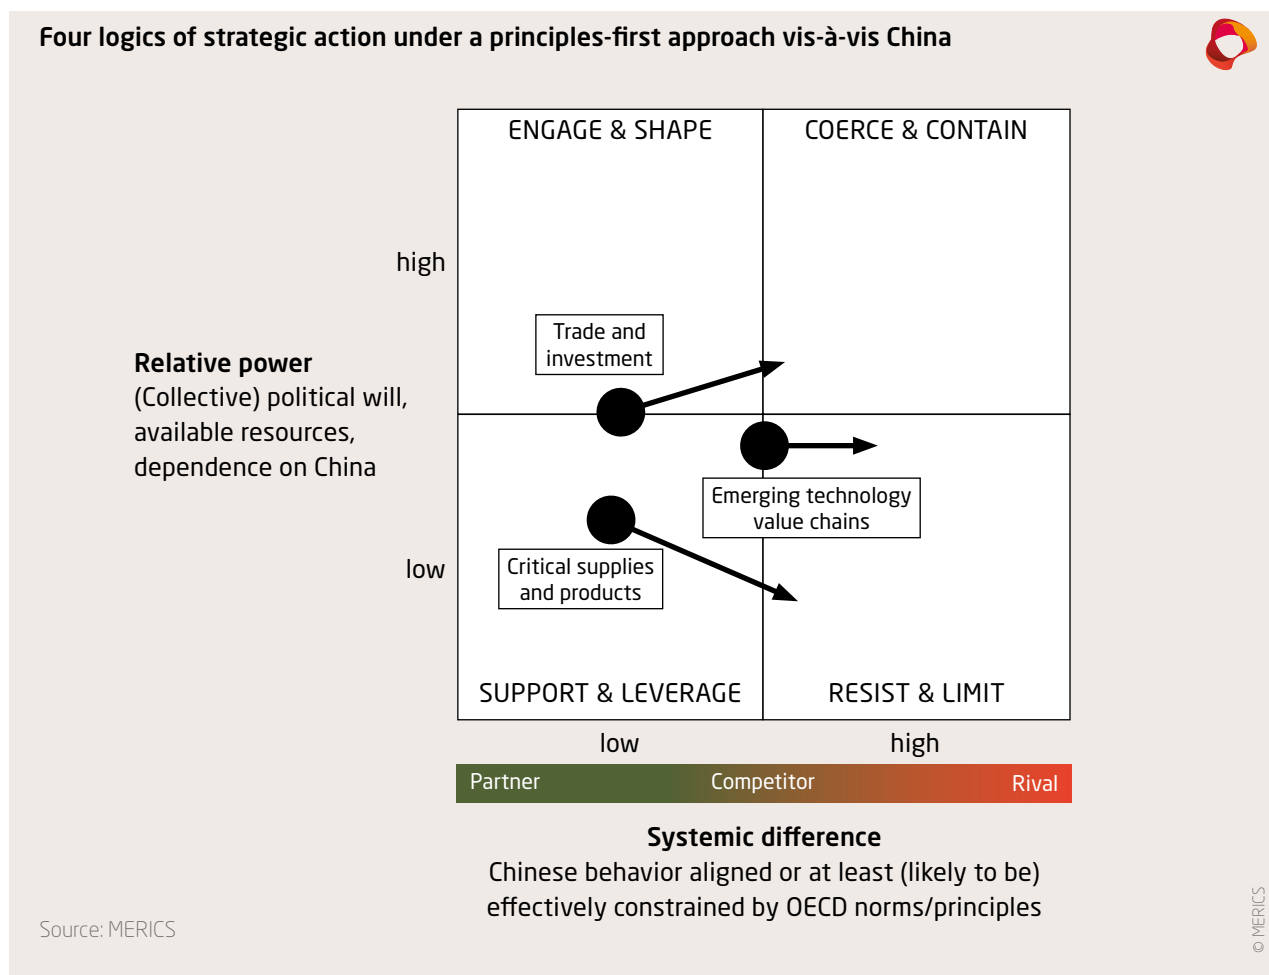 Four logics of strategic action under a principles-first approach vis-à-vis China
ENGAGE & SHAPE
COERCE & CONTAIN
high
Trade and
investment
Relative power
(Collective) political will,
available resources,
dependence on China
Emerging technology
value chains
low
Critical supplies
and products
SUPPORT & LEVERAGE
RESIST & LIMIT
low
high
Partner
Competitor
Rival
Systemic difference
Chinese behavior aligned or at least (likely to be)
effectively constrained by OECD norms/principles
Source: MERICS
© MERICS